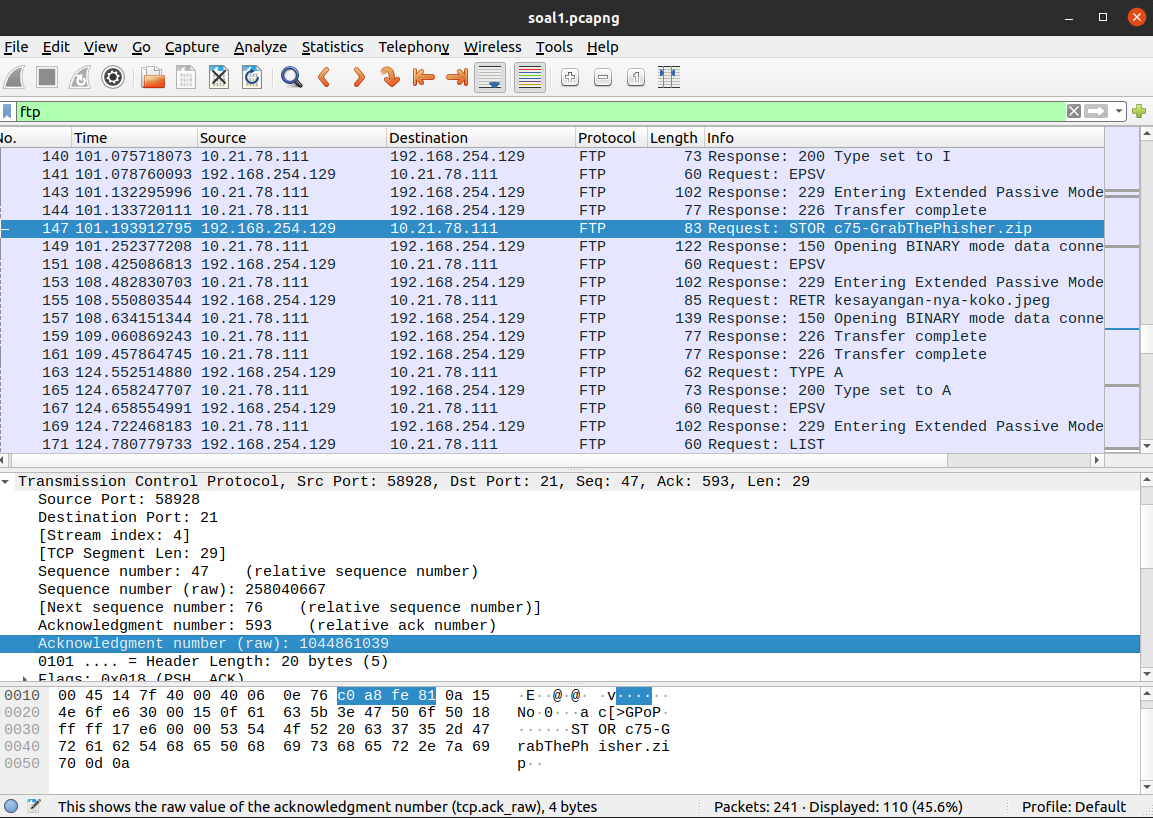 soal1.pcapng
File Edit View Go Capture Analyze Statistics Telephony Wireless Tools Help
ftp
No. Time Source Destination Protocol Length Info
140 101.075718073 10.21.78.111 192.168.254.129 FTP 73 Response: 200 Type set to I
141 101.078760093 192.168.254.129 10.21.78.111 FTP 60 Request: EPSV
143 101.132295996 10.21.78.111 192.168.254.129 FTP 102 Response: 229 Entering Extended Passive Mode
144 101.133720111 10.21.78.111 192.168.254.129 FTP 77 Response: 226 Transfer complete
147 101.193912795 192.168.254.129 10.21.78.111 FTP 83 Request: STOR c75-GrabThePhisher.zip
149 101.252377208 10.21.78.111 192.168.254.129 FTP 122 Response: 150 Opening BINARY mode data conne
151 108.425086813 192.168.254.129 10.21.78.111 FTP 60 Request: EPSV
153 108.482830703 10.21.78.111 192.168.254.129 FTP 102 Response: 229 Entering Extended Passive Mode
155 108.550803544 192.168.254.129 10.21.78.111 FTP 85 Request: RETR kesayangan-nya-koko.jpeg
157 108.634151344 10.21.78.111 192.168.254.129 FTP 139 Response: 150 Opening BINARY mode data conne
159 109.060869243 10.21.78.111 192.168.254.129 FTP 77 Response: 226 Transfer complete
161 109.457864745 10.21.78.111 192.168.254.129 FTP 77 Response: 226 Transfer complete
163 124.552514880 192.168.254.129 10.21.78.111 FTP 62 Request: TYPE A
165 124.658247707 10.21.78.111 192.168.254.129 FTP 73 Response: 200 Type set to A
167 124.658554991 192.168.254.129 10.21.78.111 FTP 60 Request: EPSV
169 124.722468183 10.21.78.111 192.168.254.129 FTP 102 Response: 229 Entering Extended Passive Mode
171 124.780779733 192.168.254.129 10.21.78.111 FTP 60 Request: LIST
Transmission Control Protocol, Src Port: 58928, Dst Port: 21, Seq: 47, Ack: 593, Len: 29
Source Port: 58928
Destination Port: 21
[Stream index: 4]
[TCP Segment Len: 29]
Sequence number: 47 (relative sequence number)
Sequence number (raw): 258040667
[Next sequence number: 76 (relative sequence number)]
Acknowledgment number: 593 (relative ack number)
Acknowledgment number (raw): 1044861039
0101 .... = Header Length: 20 bytes (5)
Flags: 0x018 (PSH, ACK)
0010 00 45 14 7f 40 00 40 06 0e 76 c0 a8 fe 81 0a 15 ·E··@·@· ·v······
0020 4e 6f e6 30 00 15 0f 61 63 5b 3e 47 50 6f 50 18 No·0···a c[>GPoP·
0030 ff ff 17 e6 00 00 53 54 4f 52 20 63 37 35 2d 47 ······ST OR c75-G
0040 72 61 62 54 68 65 50 68 69 73 68 65 72 2e 7a 69 rabThePh isher.zi
0050 70 0d 0a p··
This shows the raw value of the acknowledgment number (tcp.ack_raw), 4 bytes Packets: 241 · Displayed: 110 (45.6%) Profile: Default